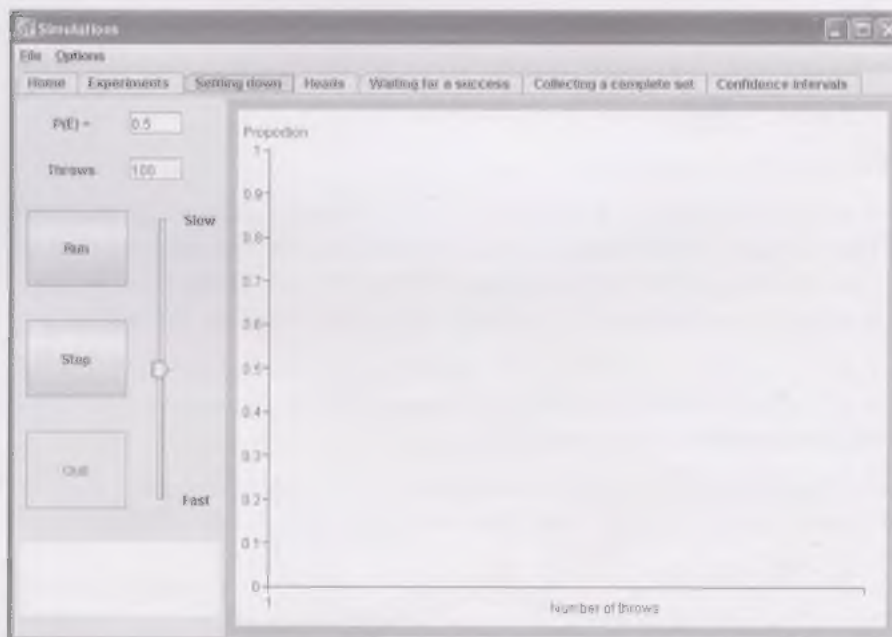 Simulations
File Options
Home Experiments Settling down Heads Waiting for a success Collecting a complete set Confidence intervals
P(E) = 0.5
Throws 100
Run
Step
Quit
Slow
Fast
Proportion
1
0.9
0.8
0.7
0.6
0.5
0.4
0.3
0.2
0.1
0
1
Number of throws